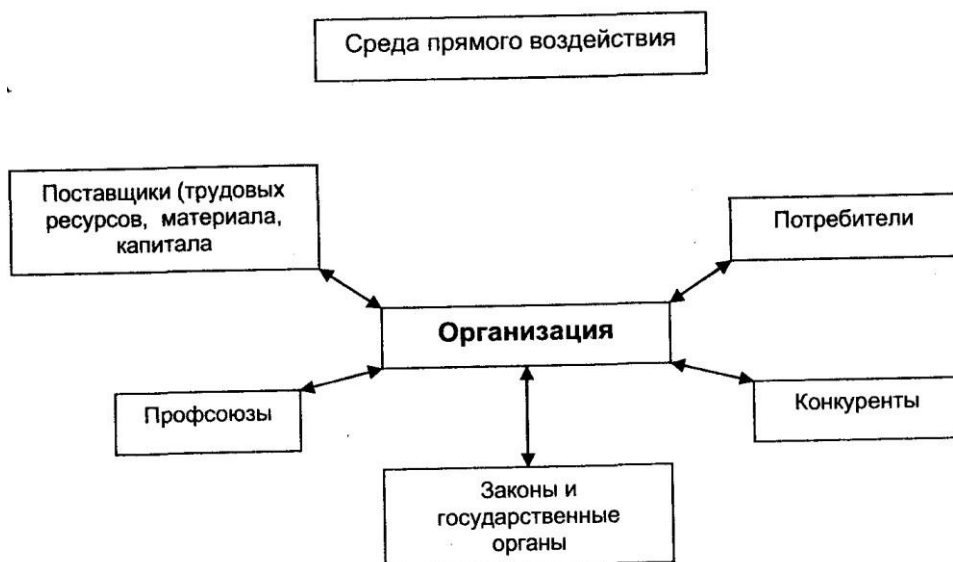 Среда прямого воздействия
Поставщики (трудовых
ресурсов, материала,
капитала
Потребители
Организация
Профсоюзы
Конкуренты
Законы и
государственные
органы